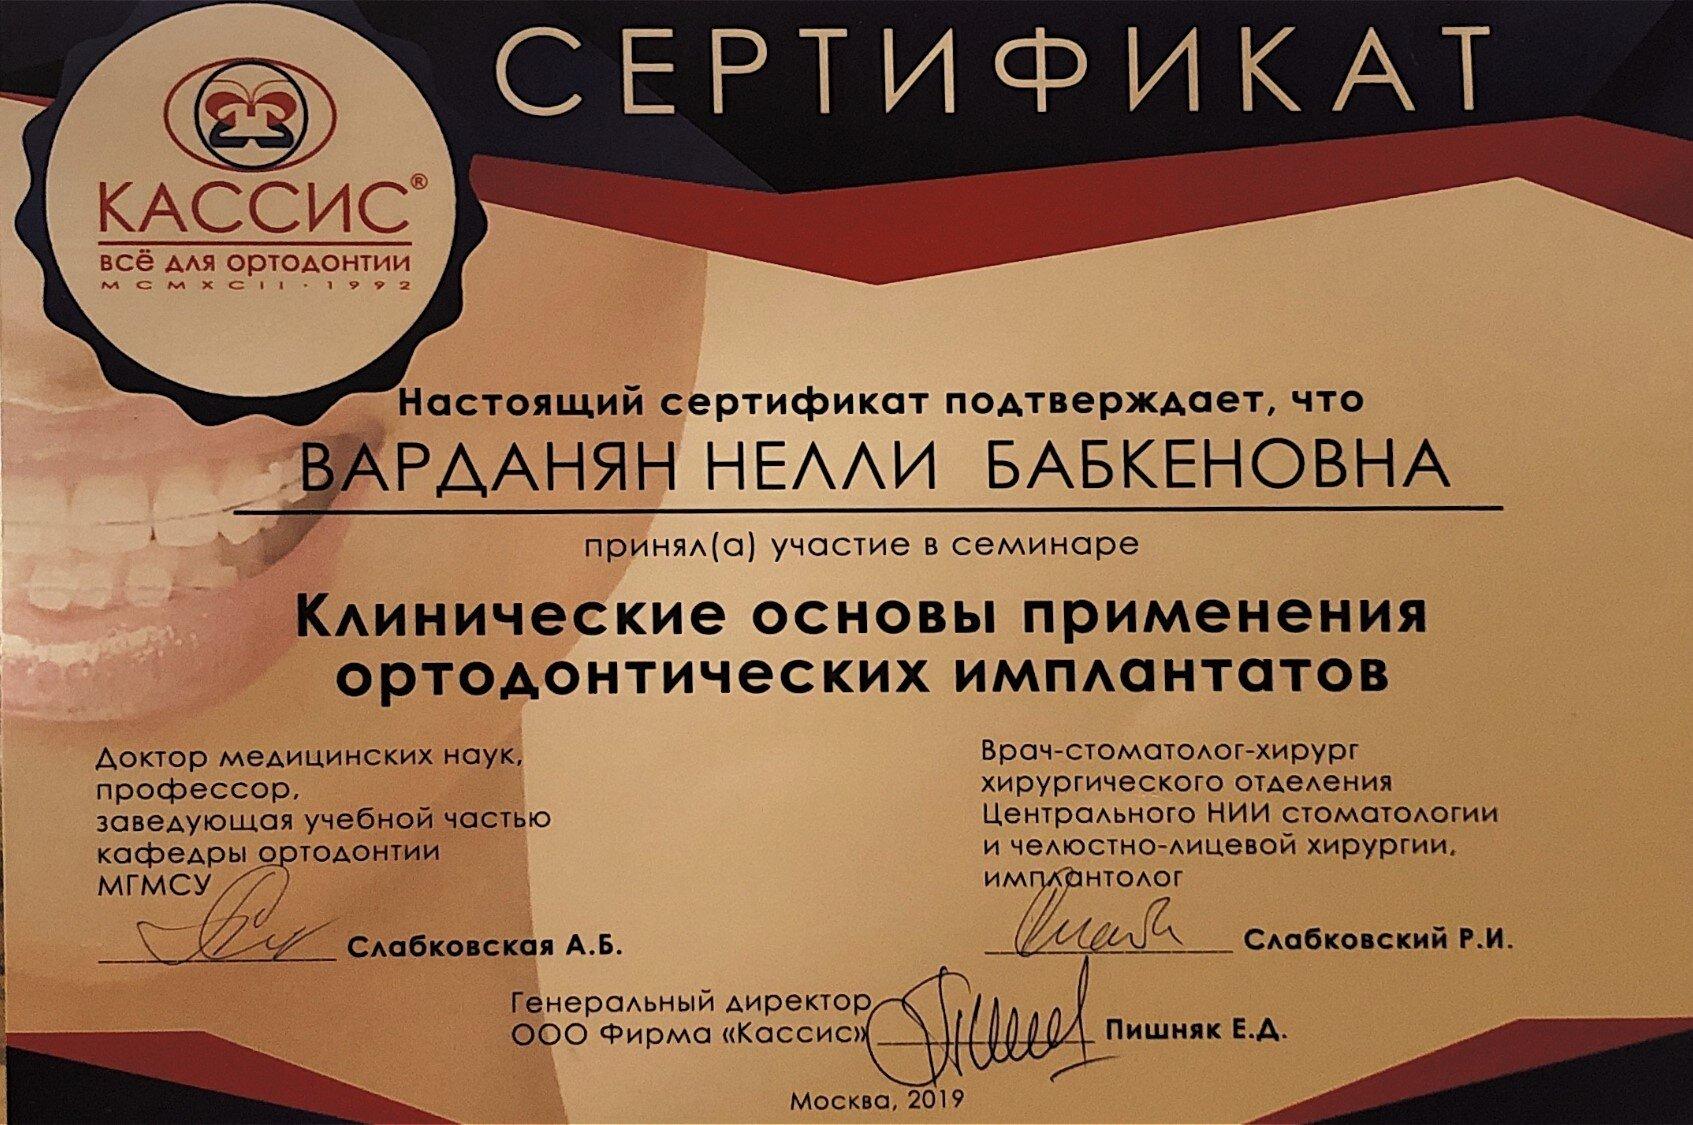 СЕРТИФИКАТ
КАССИС®
ВСЁ ДЛЯ ОРТОДОНТИИ
MCMXCII · 1992
Настоящий сертификат подтверждает, что
ВАРДАНЯН НЕЛЛИ БАБКЕНОВНА
принял(а) участие в семинаре
Клинические основы применения
ортодонтических имплантатов
Доктор медицинских наук,
профессор,
заведующая учебной частью
кафедры ортодонтии
МГМСУ
Слабковская А.Б.
Врач-стоматолог-хирург
хирургического отделения
Центрального НИИ стоматологии
и челюстно-лицевой хирургии,
имплантолог
Слабковский Р.И.
Генеральный директор
ООО Фирма «Кассис»
Пишняк Е.Д.
Москва, 2019